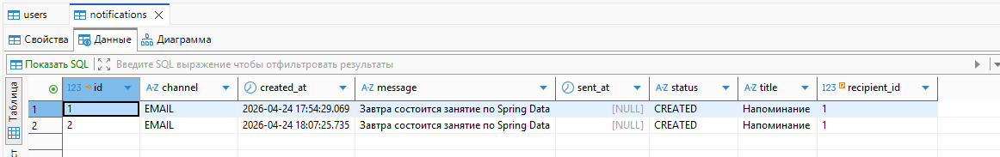 users notifications
Свойства Данные Диаграмма
Показать SQL Введите SQL выражение чтобы отфильтровать результаты
Таблица
123 id A-Z channel created_at A-Z message sent_at A-Z status A-Z title 123 recipient_id
1 1 EMAIL 2026-04-24 17:54:29.069 Завтра состоится занятие по Spring Data [NULL] CREATED Напоминание 1
2 2 EMAIL 2026-04-24 18:07:25.735 Завтра состоится занятие по Spring Data [NULL] CREATED Напоминание 1